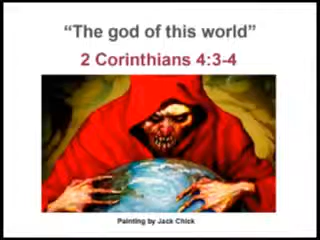 “The god of this world”
2 Corinthians 4:3-4
Painting by Jack Chick